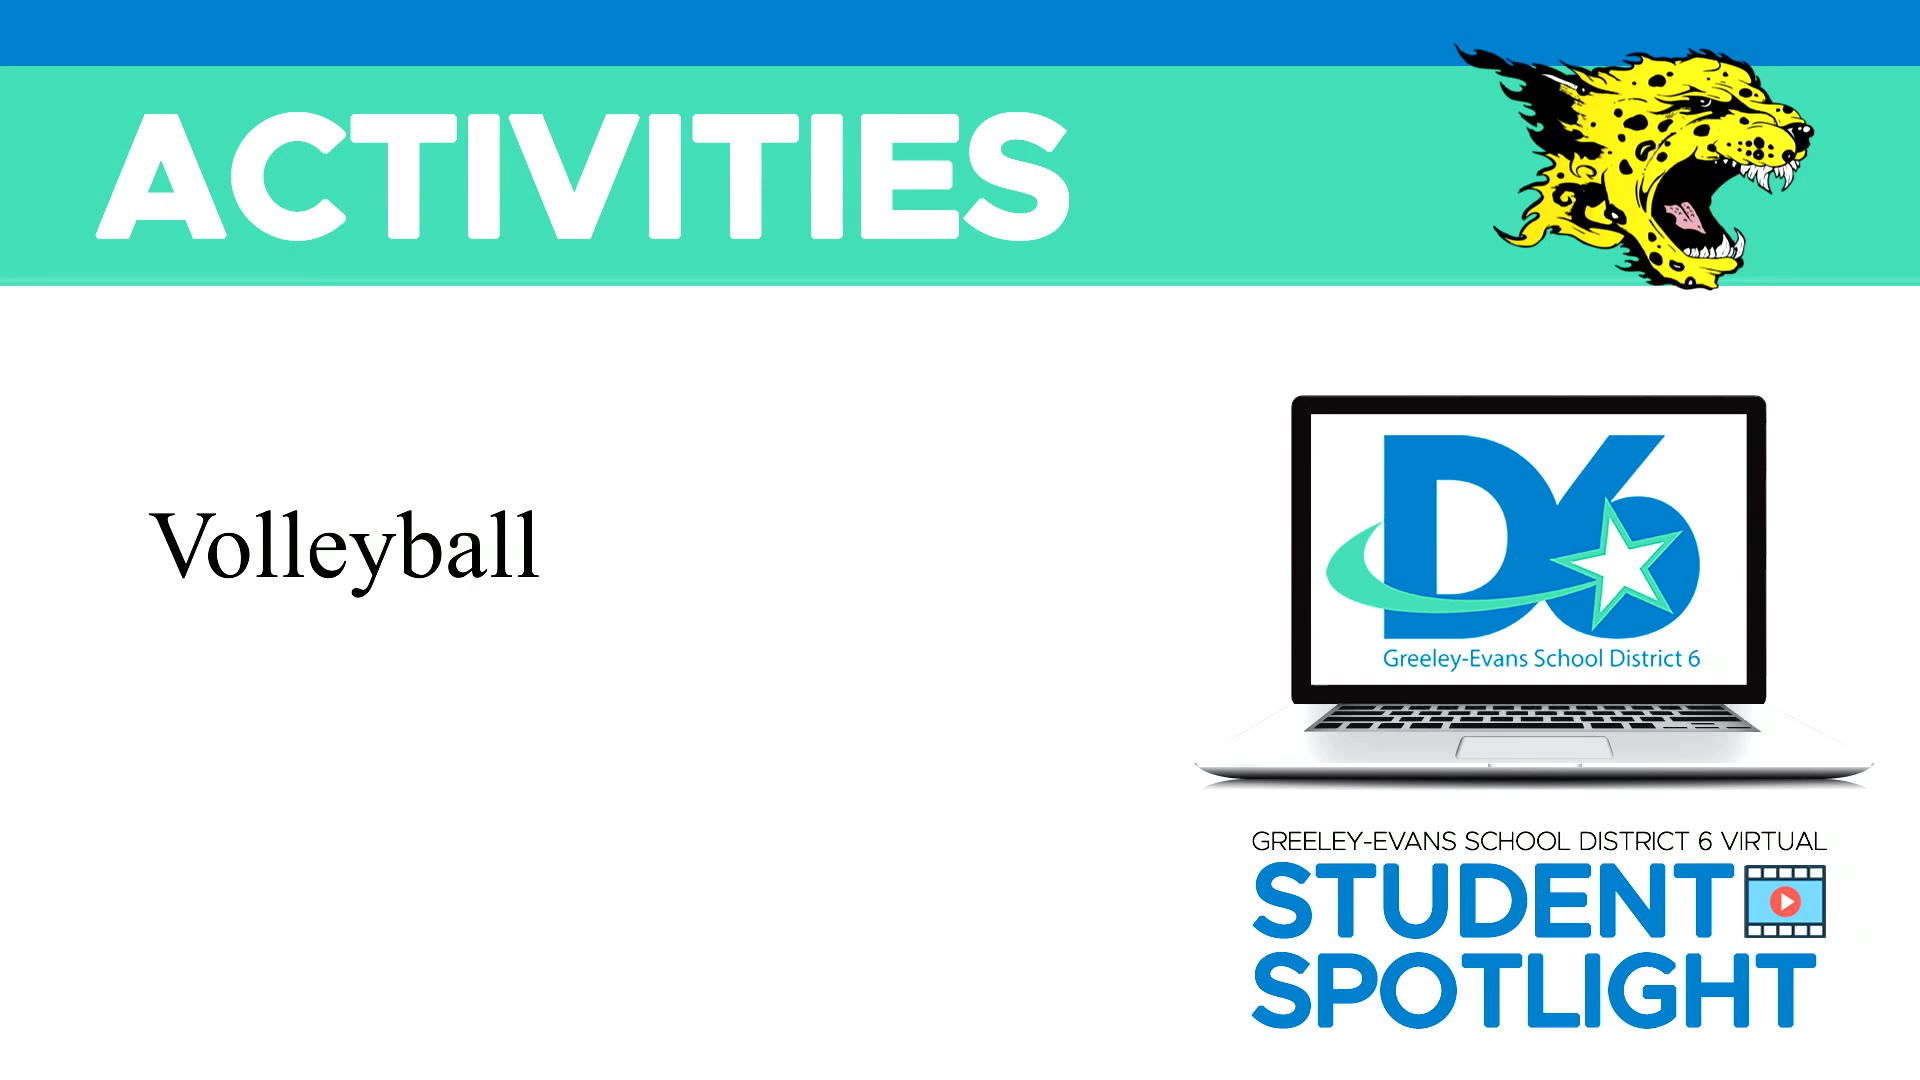 ACTIVITIES
Volleyball
D6
Greeley-Evans School District 6
GREELEY-EVANS SCHOOL DISTRICT 6 VIRTUAL
STUDENT
SPOTLIGHT